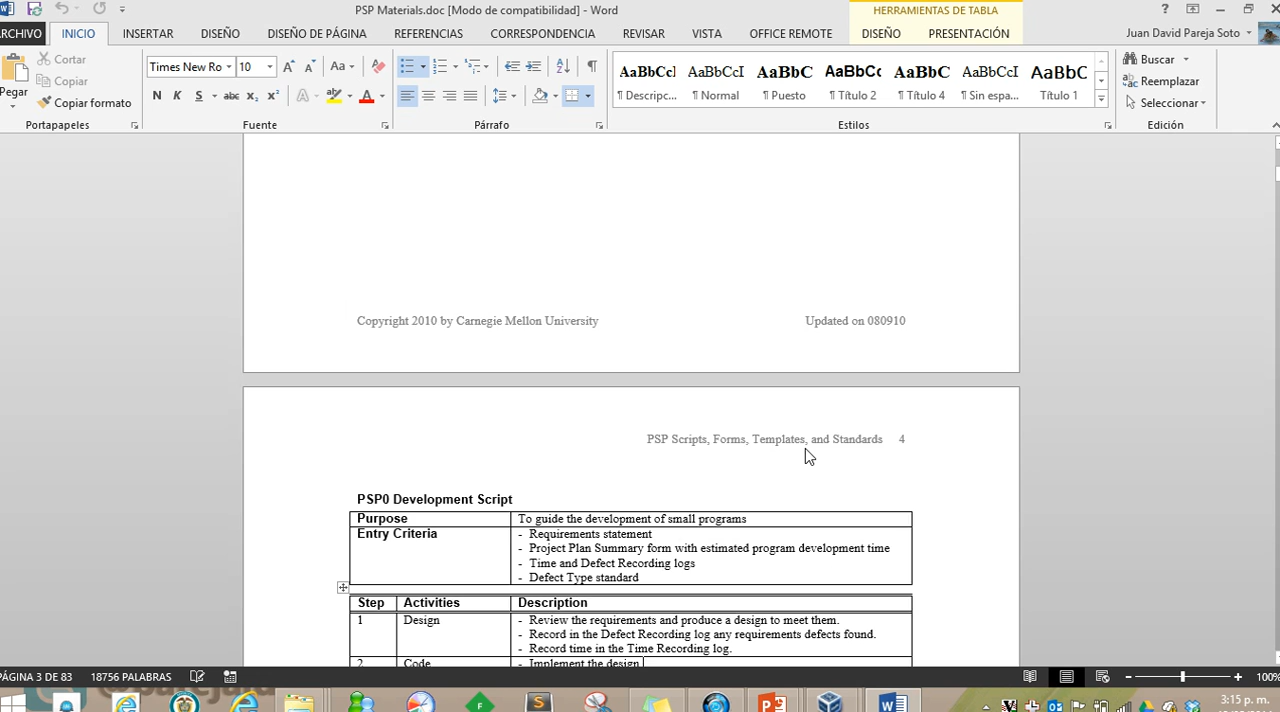 PSP Materials.doc [Modo de compatibilidad] - Word
HERRAMIENTAS DE TABLA
ARCHIVO INICIO INSERTAR DISEÑO DISEÑO DE PÁGINA REFERENCIAS CORRESPONDENCIA REVISAR VISTA OFFICE REMOTE DISEÑO PRESENTACIÓN Juan David Pareja Soto
Pegar
Cortar
Copiar
Copiar formato
Portapapeles
Times New Ro 10
Fuente
Párrafo
AaBbCcI AaBbCcI AaBbC AaBbCc AaBbC AaBbCcI AaBbC
¶ Descripc... ¶ Normal ¶ Puesto ¶ Título 2 ¶ Título 4 ¶ Sin espa... Título 1
Estilos
Buscar
Reemplazar
Seleccionar
Edición
Copyright 2010 by Carnegie Mellon University Updated on 080910
PSP Scripts, Forms, Templates, and Standards 4
PSP0 Development Script
Purpose To guide the development of small programs
Entry Criteria - Requirements statement
- Project Plan Summary form with estimated program development time
- Time and Defect Recording logs
- Defect Type standard
Step Activities Description
1 Design - Review the requirements and produce a design to meet them.
- Record in the Defect Recording log any requirements defects found.
- Record time in the Time Recording log.
2 Code - Implement the design
PÁGINA 3 DE 83 18756 PALABRAS 100%
3:15 p. m.